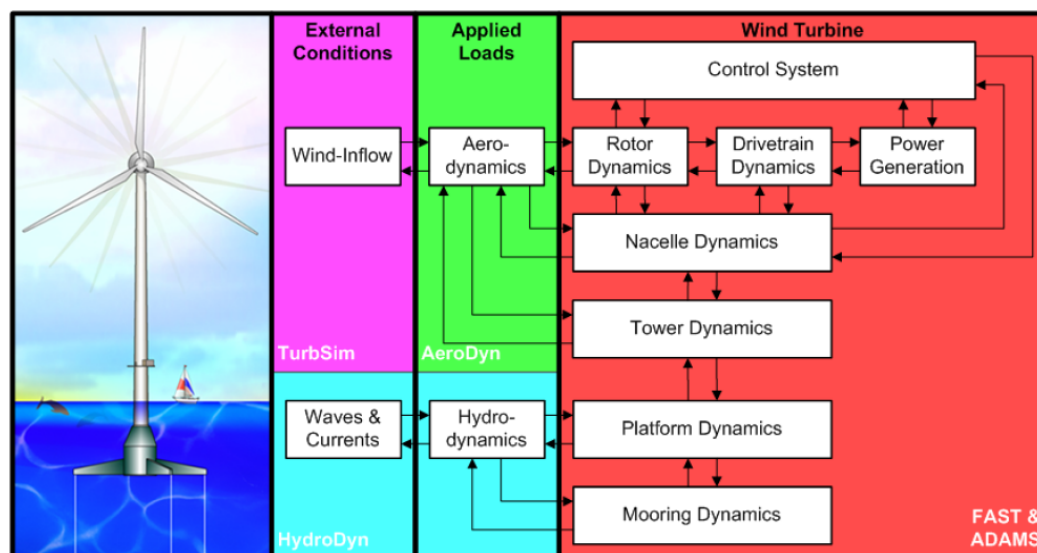 External
Conditions
Applied
Loads
Wind Turbine
Control System
Wind-Inflow
Aero-
dynamics
Rotor
Dynamics
Drivetrain
Dynamics
Power
Generation
Nacelle Dynamics
Tower Dynamics
TurbSim
AeroDyn
Waves &
Currents
Hydro-
dynamics
Platform Dynamics
Mooring Dynamics
HydroDyn
FAST &
ADAMS